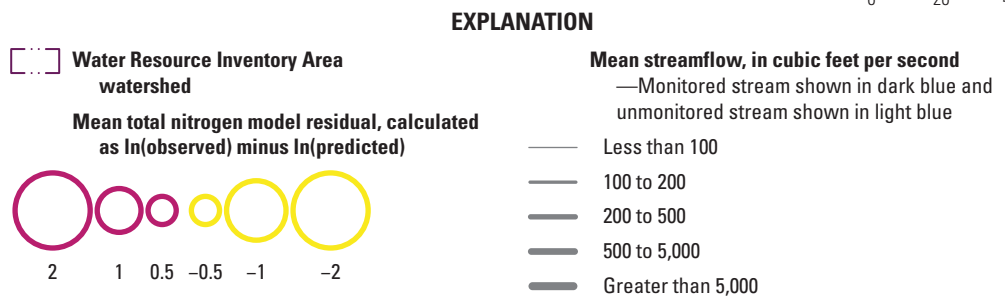 0 20
EXPLANATION
Water Resource Inventory Area
watershed
Mean total nitrogen model residual, calculated
as ln(observed) minus ln(predicted)
2 1 0.5 –0.5 –1 –2
Mean streamflow, in cubic feet per second
—Monitored stream shown in dark blue and
unmonitored stream shown in light blue
Less than 100
100 to 200
200 to 500
500 to 5,000
Greater than 5,000